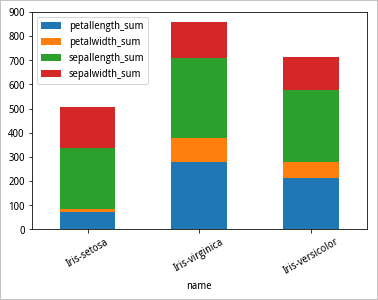 900
800
700
600
500
400
300
200
100
0
petallength_sum
petalwidth_sum
sepallength_sum
sepalwidth_sum
Iris-setosa
Iris-virginica
Iris-versicolor
name